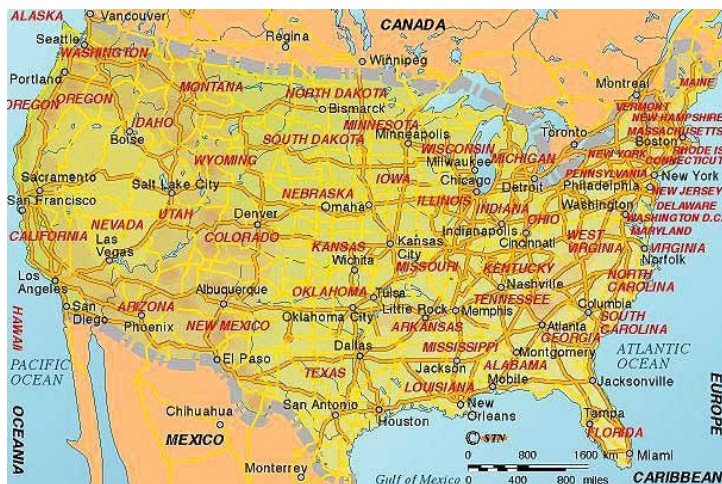 ALASKA
Vancouver
CANADA
Seattle
Regina
WASHINGTON
Winnipeg
Portland
Montreal
MAINE
MONTANA
NORTH DAKOTA
OREGON
OREGON
Bismarck
VERMONT
NEW HAMPSHIRE
IDAHO
MINNESOTA
Toronto
MASSACHUSETTS
Boise
SOUTH DAKOTA
Minneapolis
Boston
WISCONSIN
RHODE IS
WYOMING
Milwaukee
MICHIGAN
NEW YORK
CONNECTICUT
Sacramento
Salt Lake City
IOWA
Chicago
Detroit
PENNSYLVANIA
New York
San Francisco
NEBRASKA
Omaha
ILLINOIS
INDIANA
Philadelphia
NEW JERSEY
UTAH
Denver
OHIO
Washington
DELAWARE
NEVADA
WASHINGTON D.C.
CALIFORNIA
Las
Vegas
COLORADO
KANSAS
Kansas
City
Indianapolis
Cincinnati
WEST
VIRGINIA
MARYLAND
VIRGINIA
Wichita
MISSOURI
KENTUCKY
Norfolk
Los
Angeles
Albuquerque
OKLAHOMA
Tulsa
Nashville
NORTH
CAROLINA
San
Diego
ARIZONA
Phoenix
Oklahoma City
Little Rock
Memphis
TENNESSEE
Columbia
HAWAII
NEW MEXICO
ARKANSAS
Atlanta
SOUTH
CAROLINA
GEORGIA
PACIFIC
OCEAN
El Paso
Dallas
MISSISSIPPI
Montgomery
ATLANTIC
OCEAN
TEXAS
Jackson
ALABAMA
Jacksonville
EUROPE
LOUISIANA
Mobile
OCEANIA
Chihuahua
San Antonio
Houston
New
Orleans
Tampa
MEXICO
© STN
FLORIDA
0 800 1600 km
Miami
Monterrey
Gulf of Mexico
0 400 800 miles
CARIBBEAN